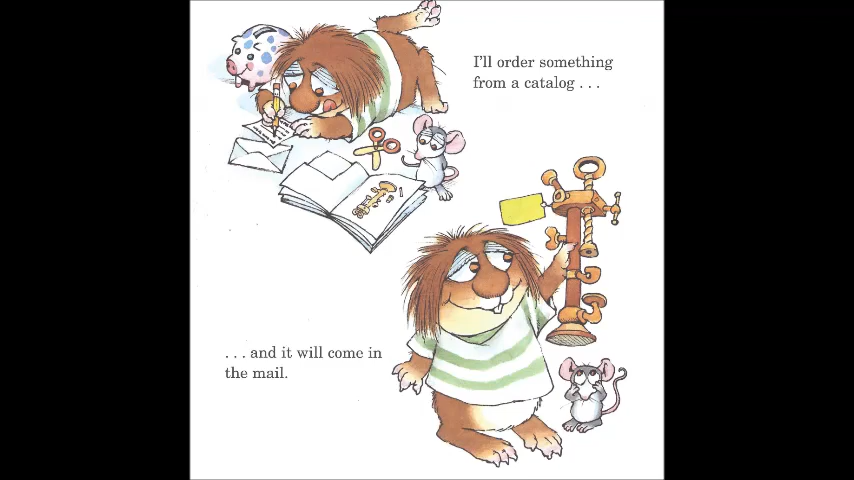 I'll order something
from a catalog . . .
. . . and it will come in
the mail.